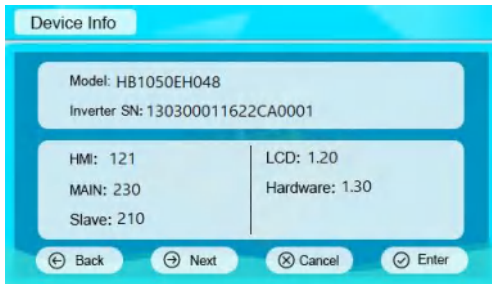 Device Info
Model: HB1050EH048
Inverter SN: 130300011622CA0001
HMI: 121
MAIN: 230
Slave: 210
LCD: 1.20
Hardware: 1.30
Back Next Cancel Enter